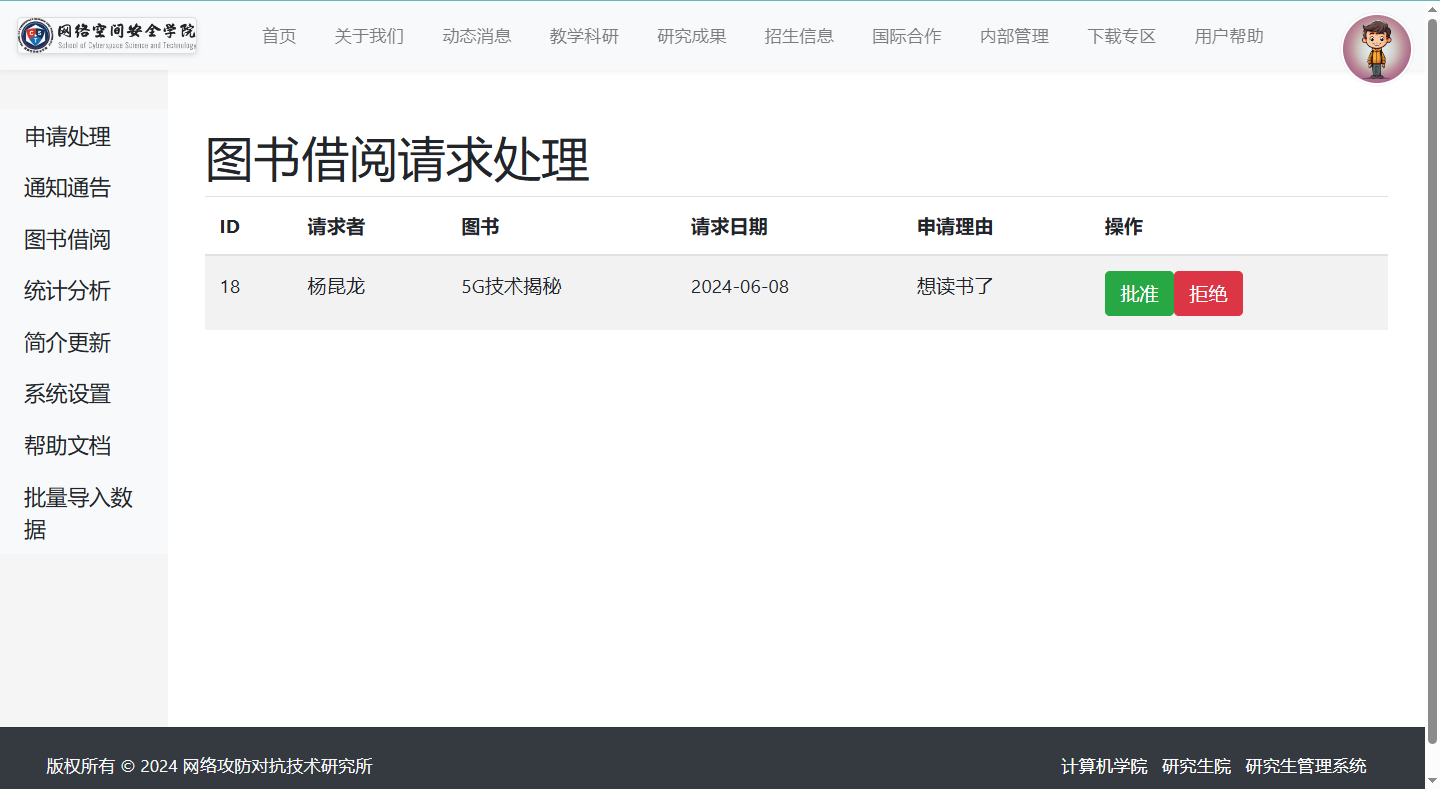 网络空间安全学院
School of Cyberspace Science and Technology
首页 关于我们 动态消息 教学科研 研究成果 招生信息 国际合作 内部管理 下载专区 用户帮助
申请处理
通知通告
图书借阅
统计分析
简介更新
系统设置
帮助文档
批量导入数
据
图书借阅请求处理
ID 请求者 图书 请求日期 申请理由 操作
18 杨昆龙 5G技术揭秘 2024-06-08 想读书了 批准 拒绝
版权所有 © 2024 网络攻防对抗技术研究所
计算机学院 研究生院 研究生管理系统